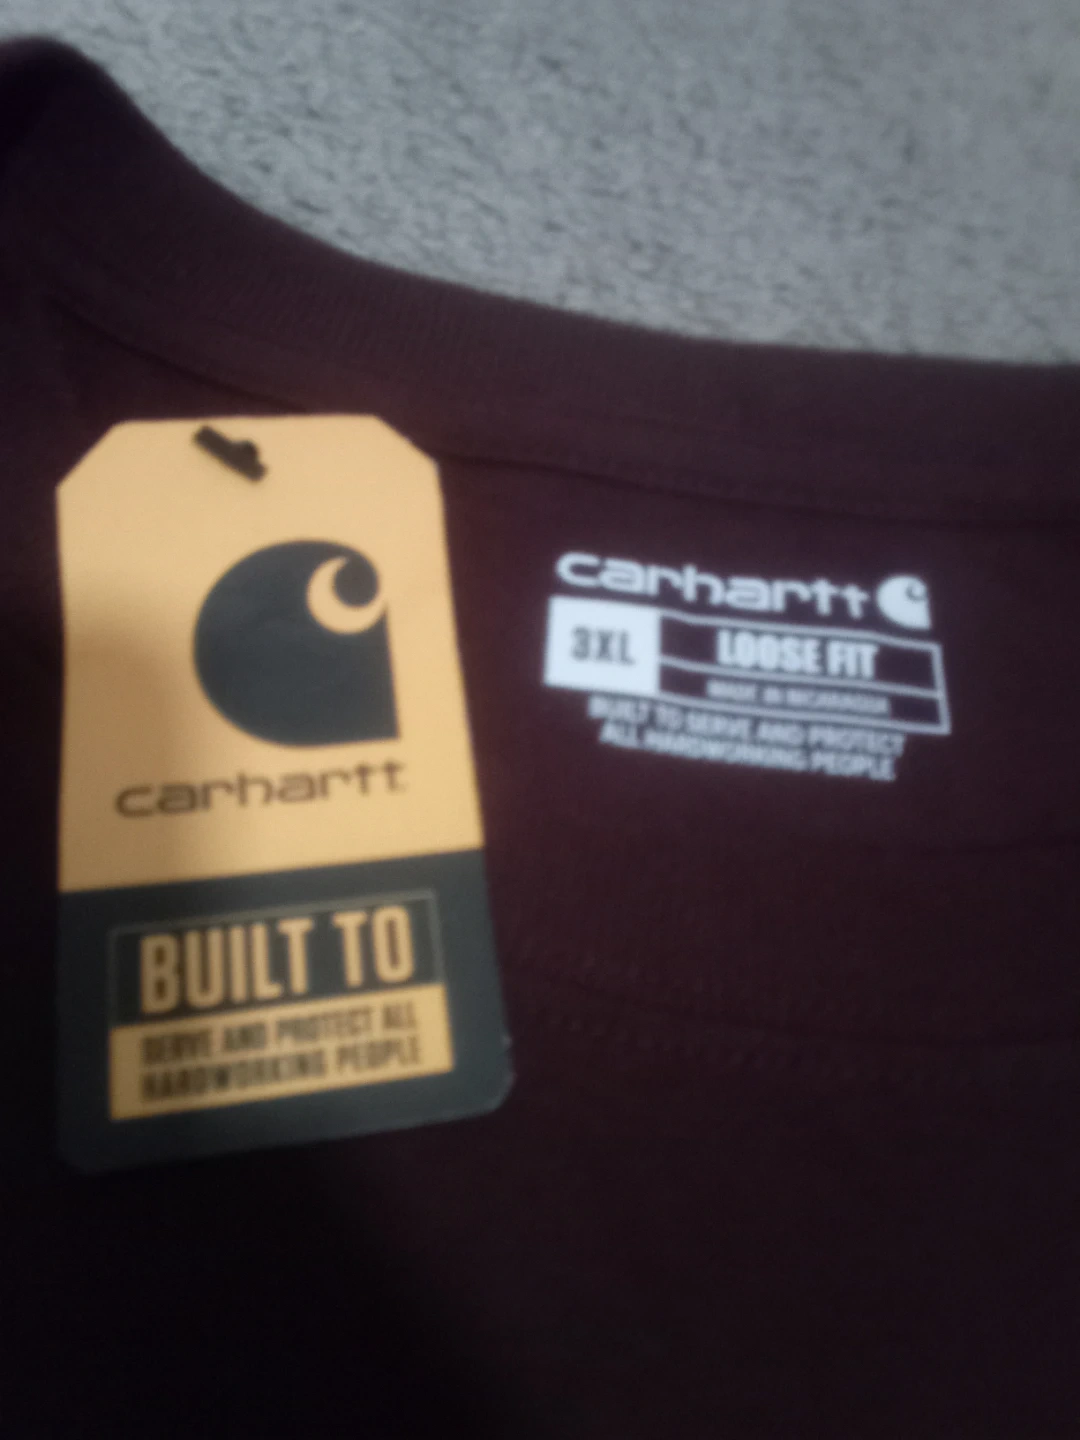 carhartt
BUILT TO
SERVE AND PROTECT ALL
HARDWORKING PEOPLE
carhartt
3XL LOOSE FIT
MADE IN NICARAGUA
BUILT TO SERVE AND PROTECT
ALL HARDWORKING PEOPLE